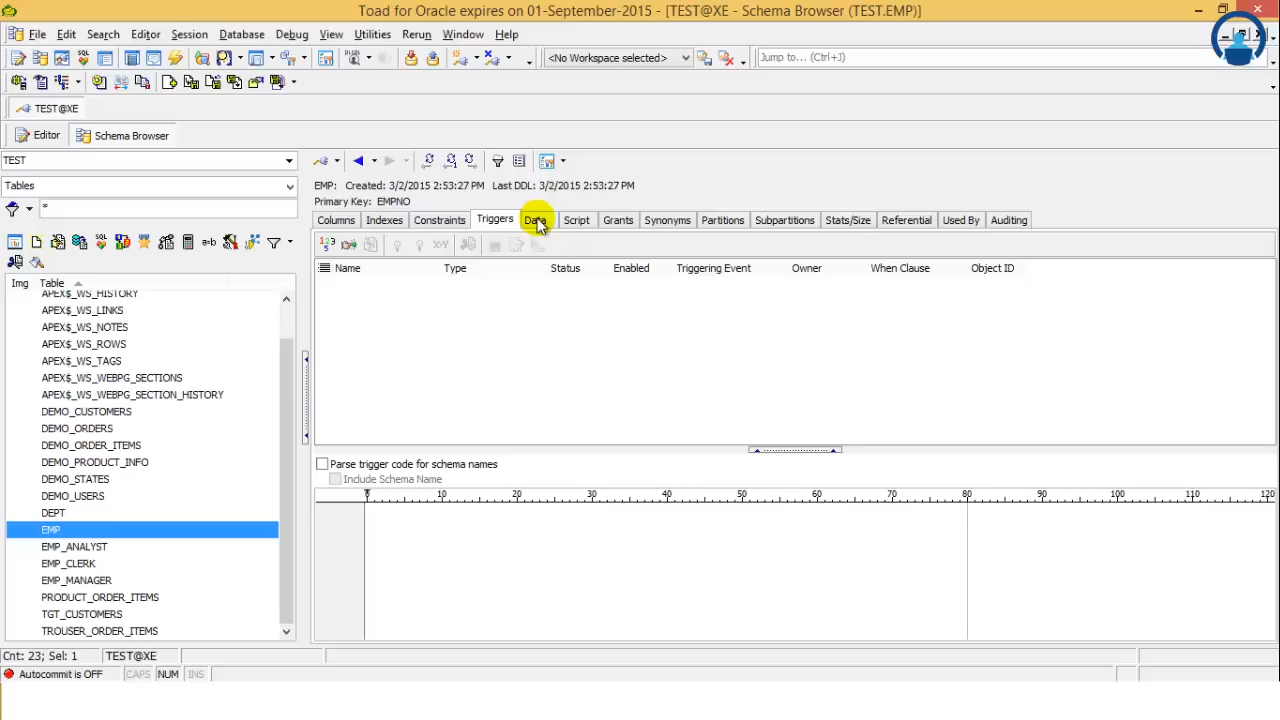 Toad for Oracle expires on 01-September-2015 - [TEST@XE - Schema Browser (TEST.EMP)]
File Edit Search Editor Session Database Debug View Utilities Rerun Window Help
<No Workspace selected> Jump to... (Ctrl+J)
TEST@XE
Editor Schema Browser
TEST
Tables
*
EMP: Created: 3/2/2015 2:53:27 PM Last DDL: 3/2/2015 2:53:27 PM
Primary Key: EMPNO
Columns Indexes Constraints Triggers Data Script Grants Synonyms Partitions Subpartitions Stats/Size Referential Used By Auditing
Name Type Status Enabled Triggering Event Owner When Clause Object ID
Img Table
APEX$_WS_HISTORY
APEX$_WS_LINKS
APEX$_WS_NOTES
APEX$_WS_ROWS
APEX$_WS_TAGS
APEX$_WS_WEBPG_SECTIONS
APEX$_WS_WEBPG_SECTION_HISTORY
DEMO_CUSTOMERS
DEMO_ORDERS
DEMO_ORDER_ITEMS
DEMO_PRODUCT_INFO
DEMO_STATES
DEMO_USERS
DEPT
EMP
EMP_ANALYST
EMP_CLERK
EMP_MANAGER
PRODUCT_ORDER_ITEMS
TGT_CUSTOMERS
TROUSER_ORDER_ITEMS
Parse trigger code for schema names
Include Schema Name
0 10 20 30 40 50 60 70 80 90 100 110 120
Cnt: 23; Sel: 1 TEST@XE
Autocommit is OFF CAPS NUM INS